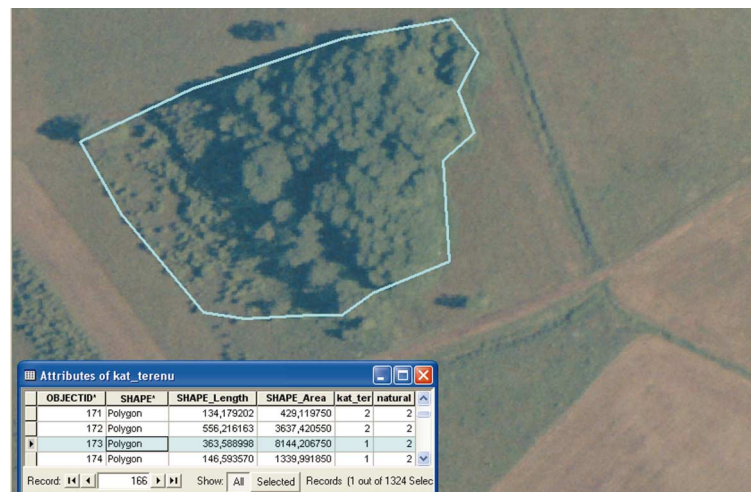 Attributes of kat_terenu
OBJECTID* SHAPE* SHAPE_Length SHAPE_Area kat_ter natural
171 Polygon 134,179202 429,119750 2 2
172 Polygon 556,216163 3637,420550 2 2
173 Polygon 363,588998 8144,206750 1 2
174 Polygon 146,593570 1339,991850 1 2
Record: 166 Show: All Selected Records (1 out of 1324 Selec